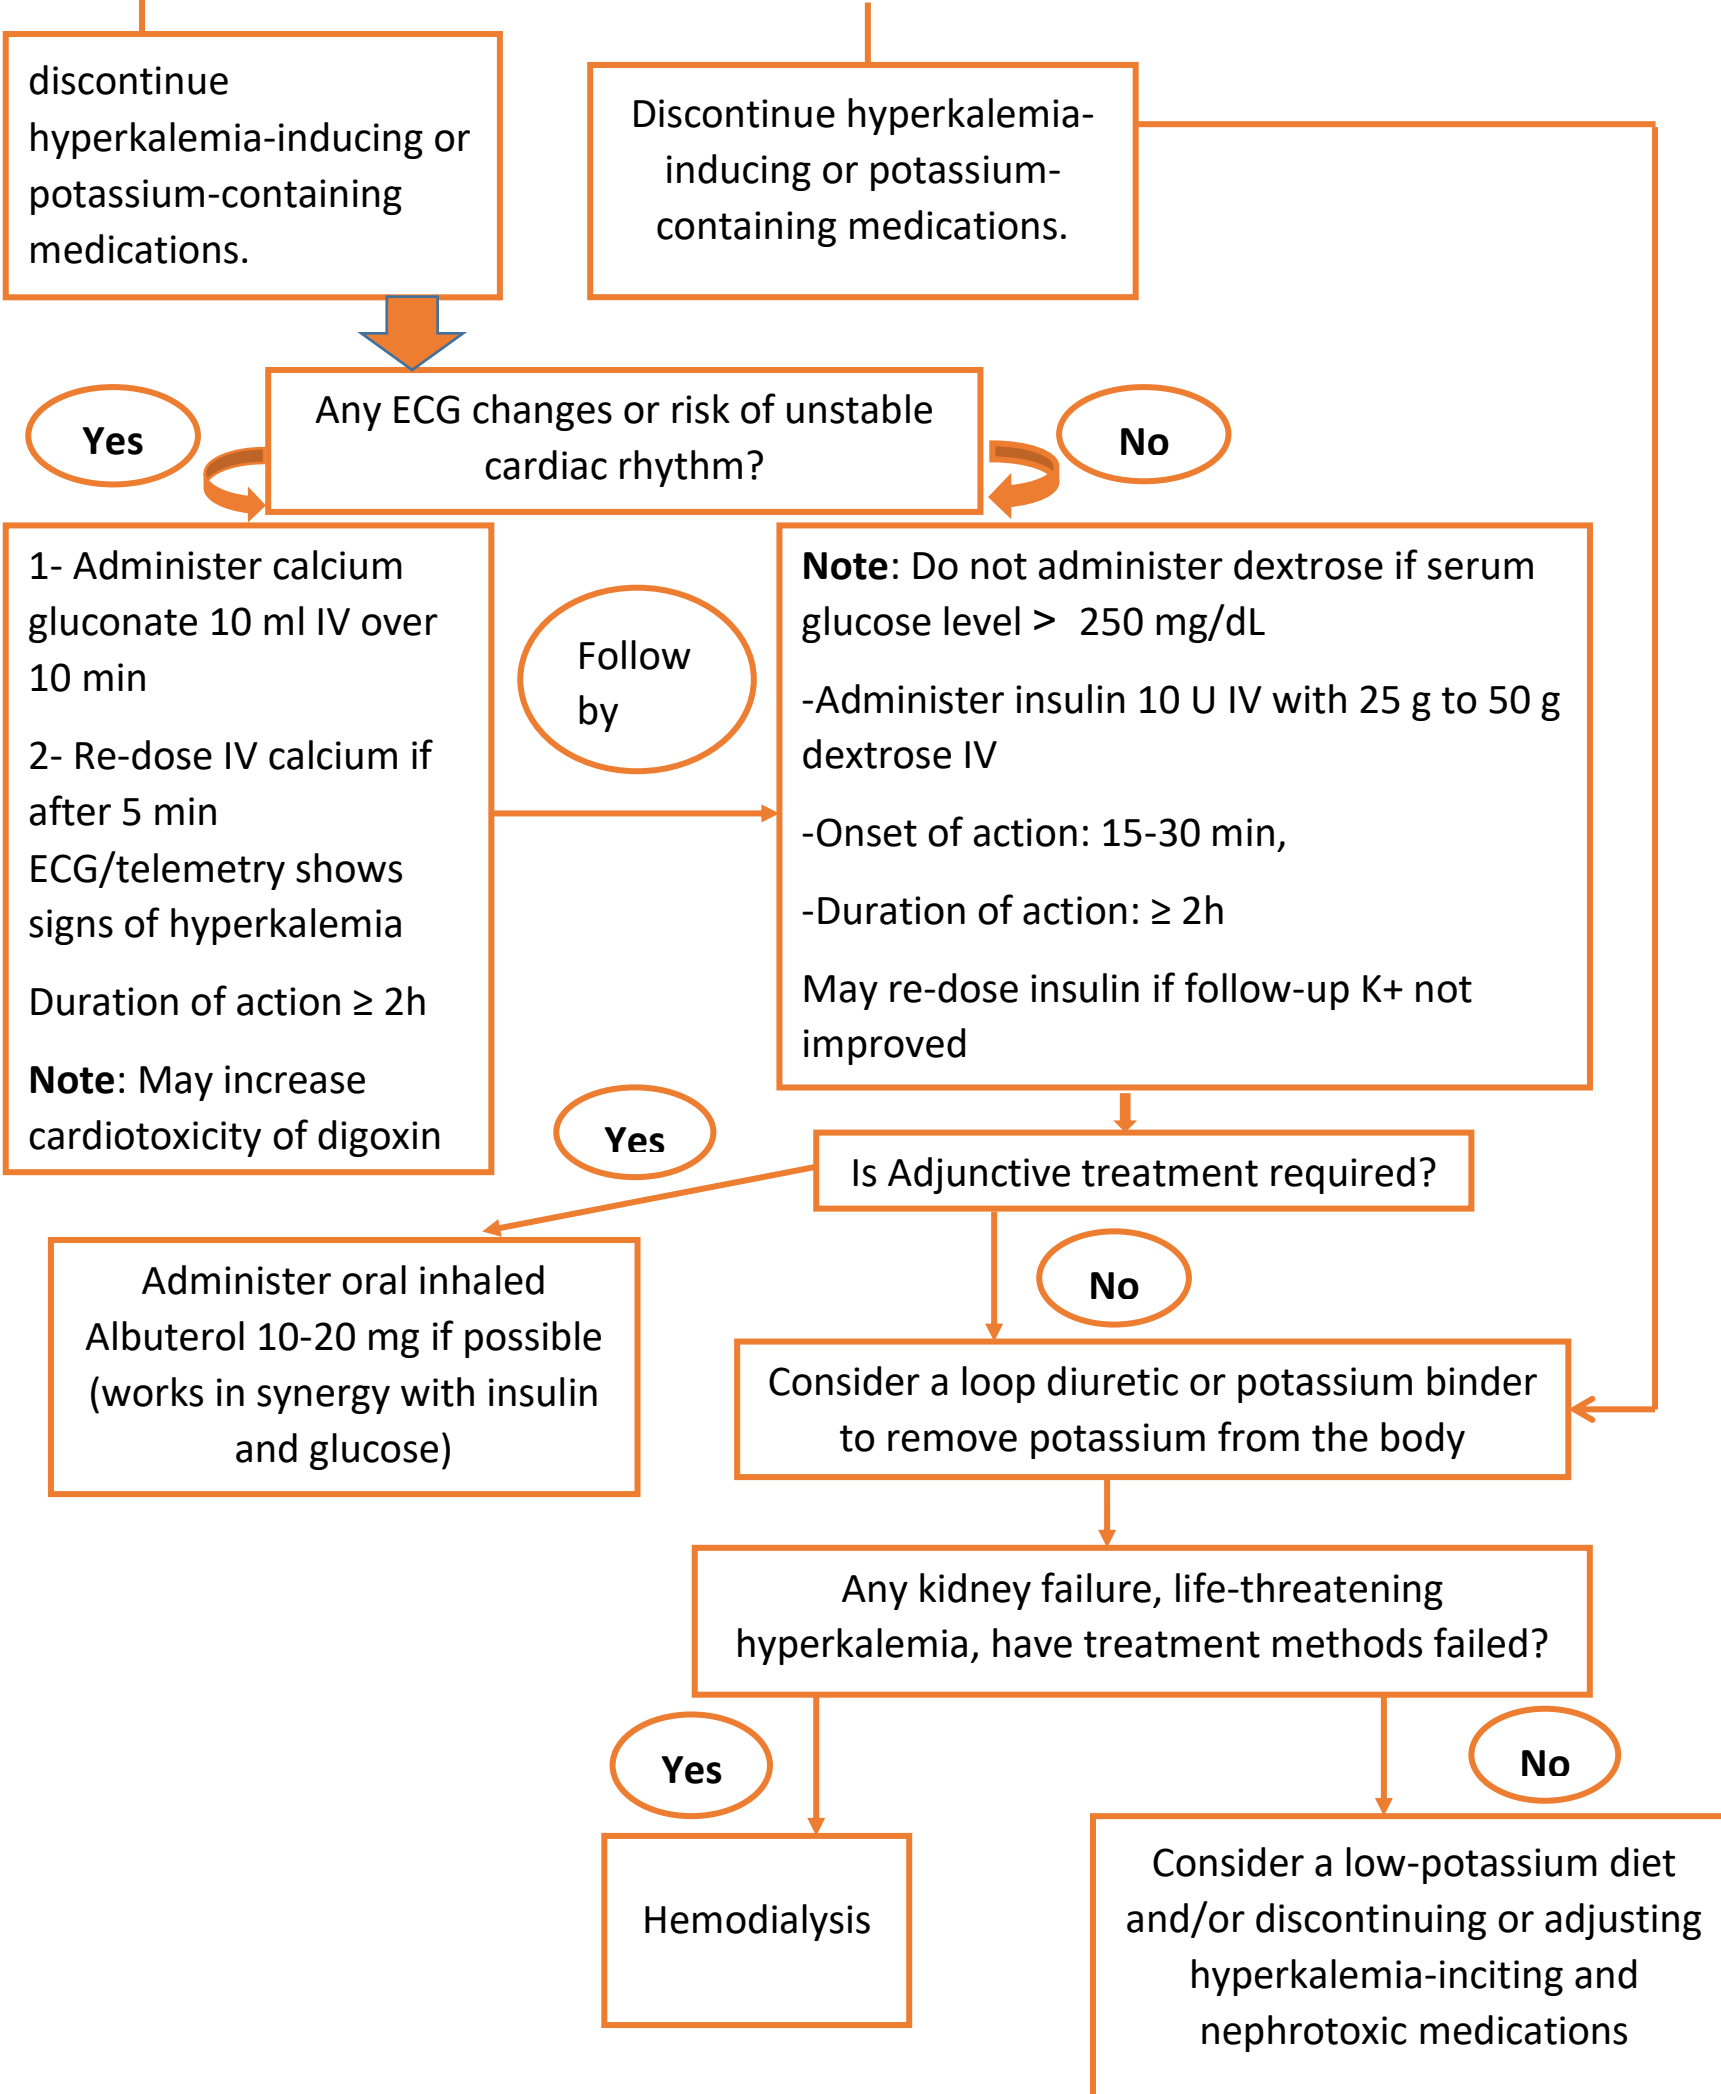 discontinue
hyperkalemia-inducing or
potassium-containing
medications.
Discontinue hyperkalemia-
inducing or potassium-
containing medications.
Any ECG changes or risk of unstable
cardiac rhythm?
Yes
No
1- Administer calcium
gluconate 10 ml IV over
10 min
2- Re-dose IV calcium if
after 5 min
ECG/telemetry shows
signs of hyperkalemia
Duration of action ≥ 2h
Note: May increase
cardiotoxicity of digoxin
Follow
by
Note: Do not administer dextrose if serum
glucose level > 250 mg/dL
-Administer insulin 10 U IV with 25 g to 50 g
dextrose IV
-Onset of action: 15-30 min,
-Duration of action: ≥ 2h
May re-dose insulin if follow-up K+ not
improved
Yes
Is Adjunctive treatment required?
No
Administer oral inhaled
Albuterol 10-20 mg if possible
(works in synergy with insulin
and glucose)
Consider a loop diuretic or potassium binder
to remove potassium from the body
Any kidney failure, life-threatening
hyperkalemia, have treatment methods failed?
Yes
No
Hemodialysis
Consider a low-potassium diet
and/or discontinuing or adjusting
hyperkalemia-inciting and
nephrotoxic medications